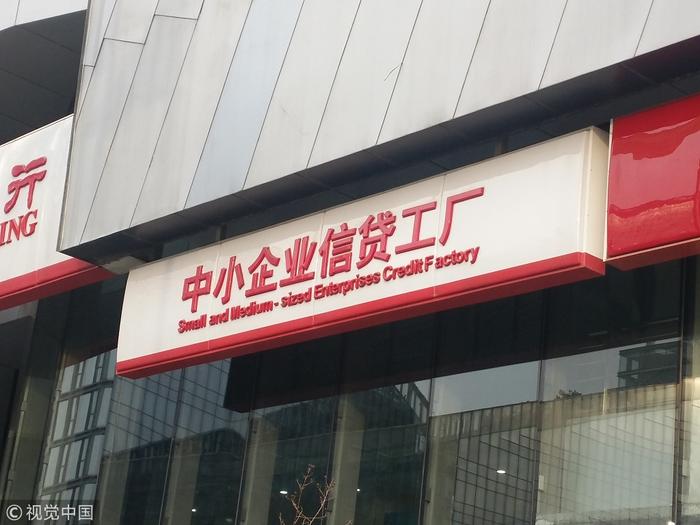 行
ING
中小企业信贷工厂
Small and Medium - sized Enterprises Credit Factory
©视觉中国